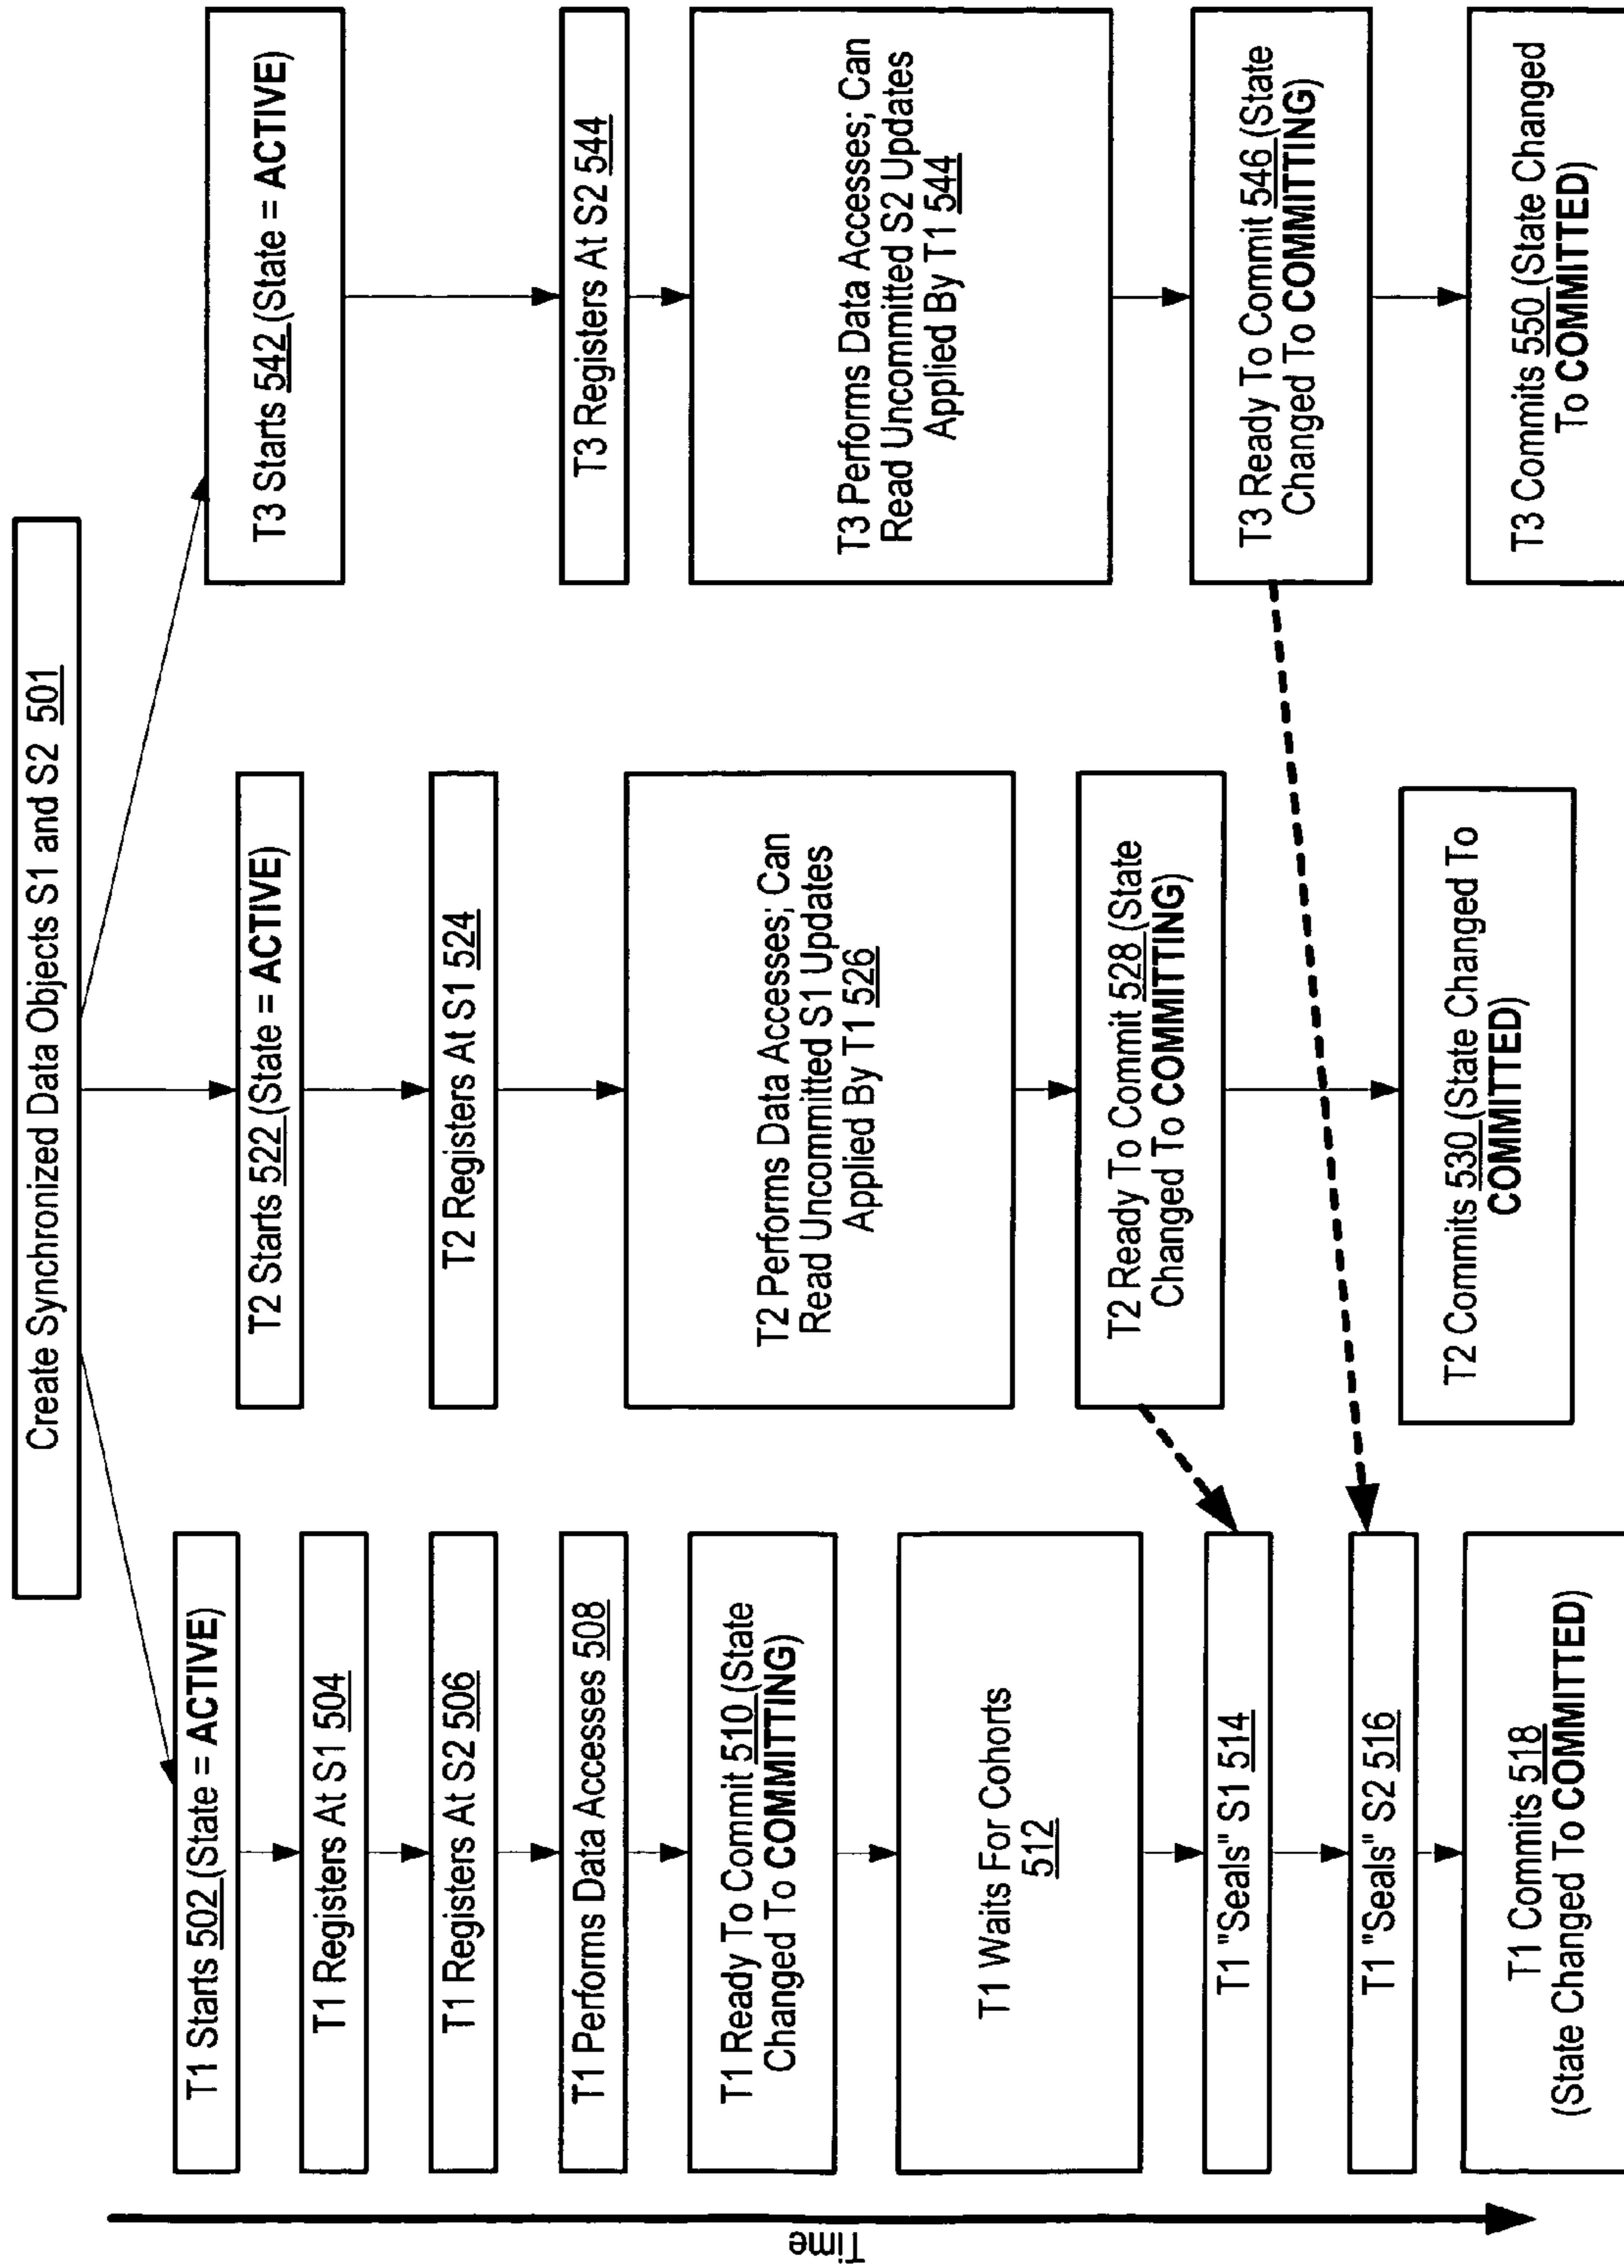 Create Synchronized Data Objects S1 and S2 501
T1 Starts 502 (State = ACTIVE)
T1 Registers At S1 504
T1 Registers At S2 506
T1 Performs Data Accesses 508
T1 Ready To Commit 510 (State
Changed To COMMITTING)
T1 Waits For Cohorts
512
T1 "Seals" S1 514
T1 "Seals" S2 516
T1 Commits 518
(State Changed To COMMITTED)
T2 Starts 522 (State = ACTIVE)
T2 Registers At S1 524
T2 Performs Data Accesses; Can
Read Uncommitted S1 Updates
Applied By T1 526
T2 Ready To Commit 528 (State
Changed To COMMITTING)
T2 Commits 530 (State Changed To
COMMITTED)
T3 Starts 542 (State = ACTIVE)
T3 Registers At S2 544
T3 Performs Data Accesses; Can
Read Uncommitted S2 Updates
Applied By T1 544
T3 Ready To Commit 546 (State
Changed To COMMITTING)
T3 Commits 550 (State Changed
To COMMITTED)
Time